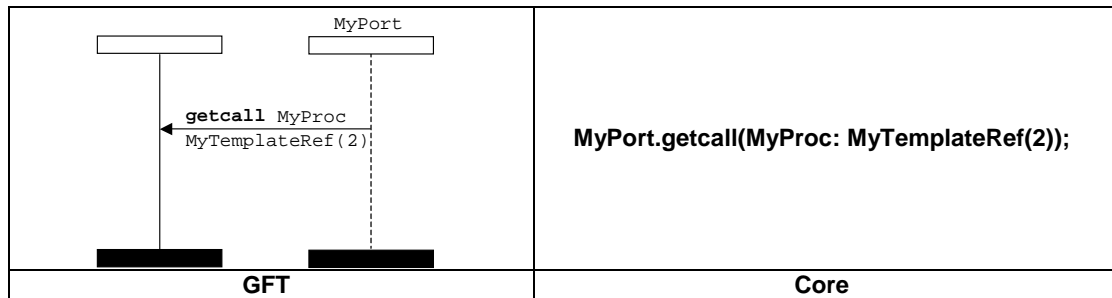 MyPort
getcall MyProc
MyTemplateRef(2)
MyPort.getcall(MyProc: MyTemplateRef(2));
GFT
Core